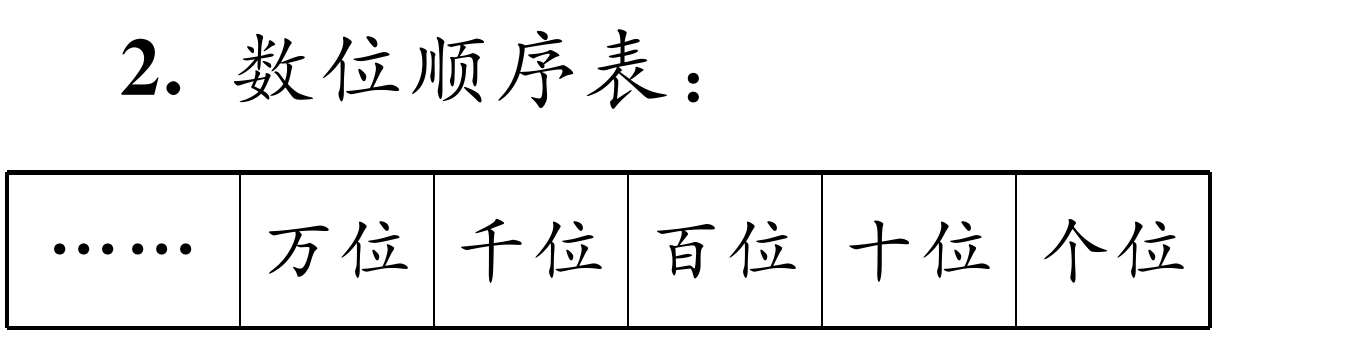 2. 数位顺序表：
…… 万位 千位 百位 十位 个位